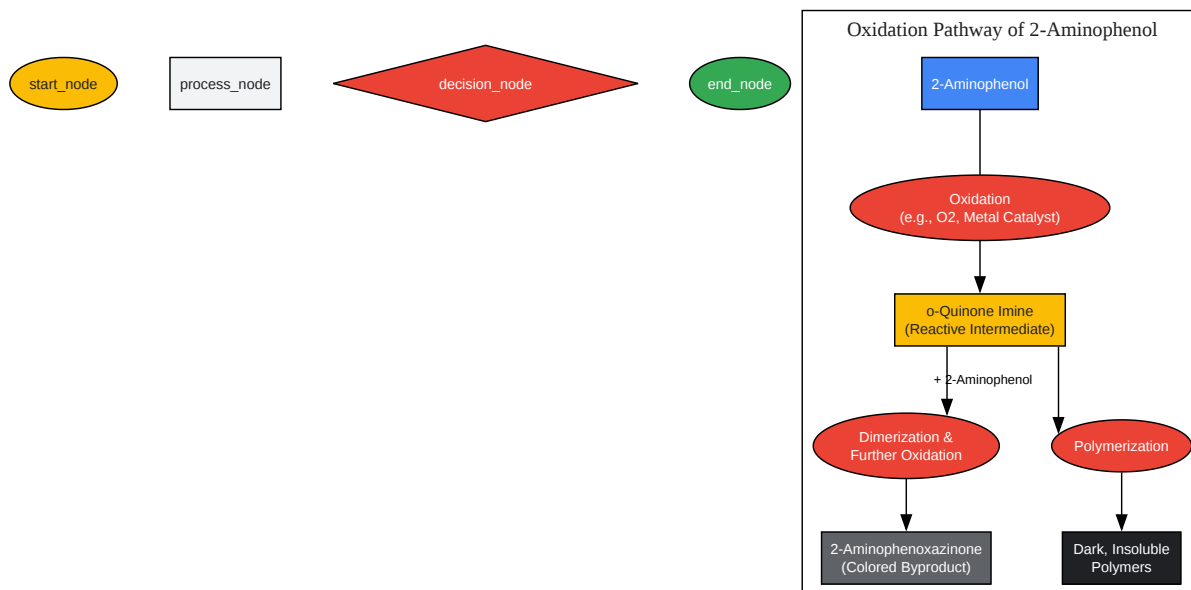 Oxidation Pathway of 2-Aminophenol
start_node
process_node
decision_node
end_node
2-Aminophenol
Oxidation
(e.g., O2, Metal Catalyst)
o-Quinone Imine
(Reactive Intermediate)
+ 2-Aminophenol
Dimerization &
Further Oxidation
Polymerization
2-Aminophenoxazinone
(Colored Byproduct)
Dark, Insoluble
Polymers